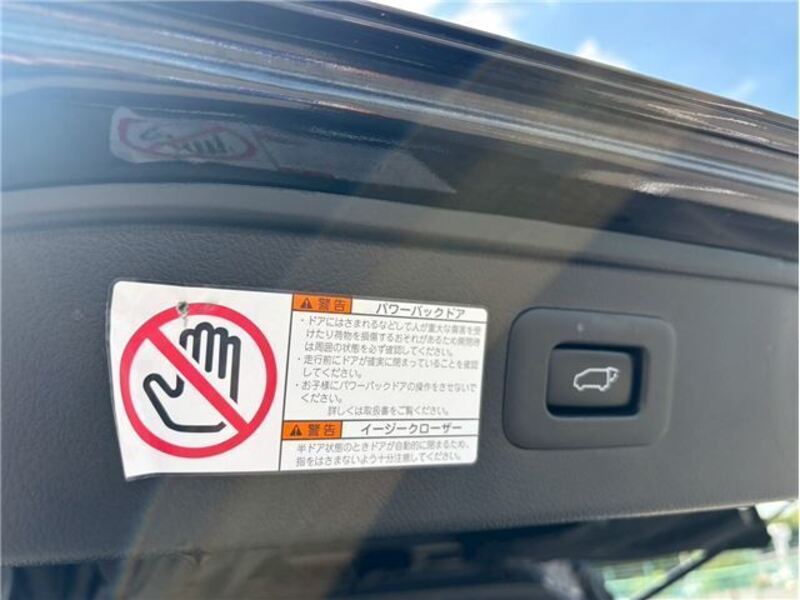 警告 パワーバックドア
・ドアにはさまれるなどして人が重大な傷害を受
けたり荷物を損傷するおそれがあるため開閉時
は周囲の状態を必ず確認してください。
・走行前にドアが確実に閉まっていることを確認
してください。
・お子様にパワーバックドアの操作をさせないで
ください。
詳しくは取扱書をご覧ください。
警告 イージークローザー
半ドア状態のときドアが自動的に閉まるため、
指をはさまないよう十分注意してください。